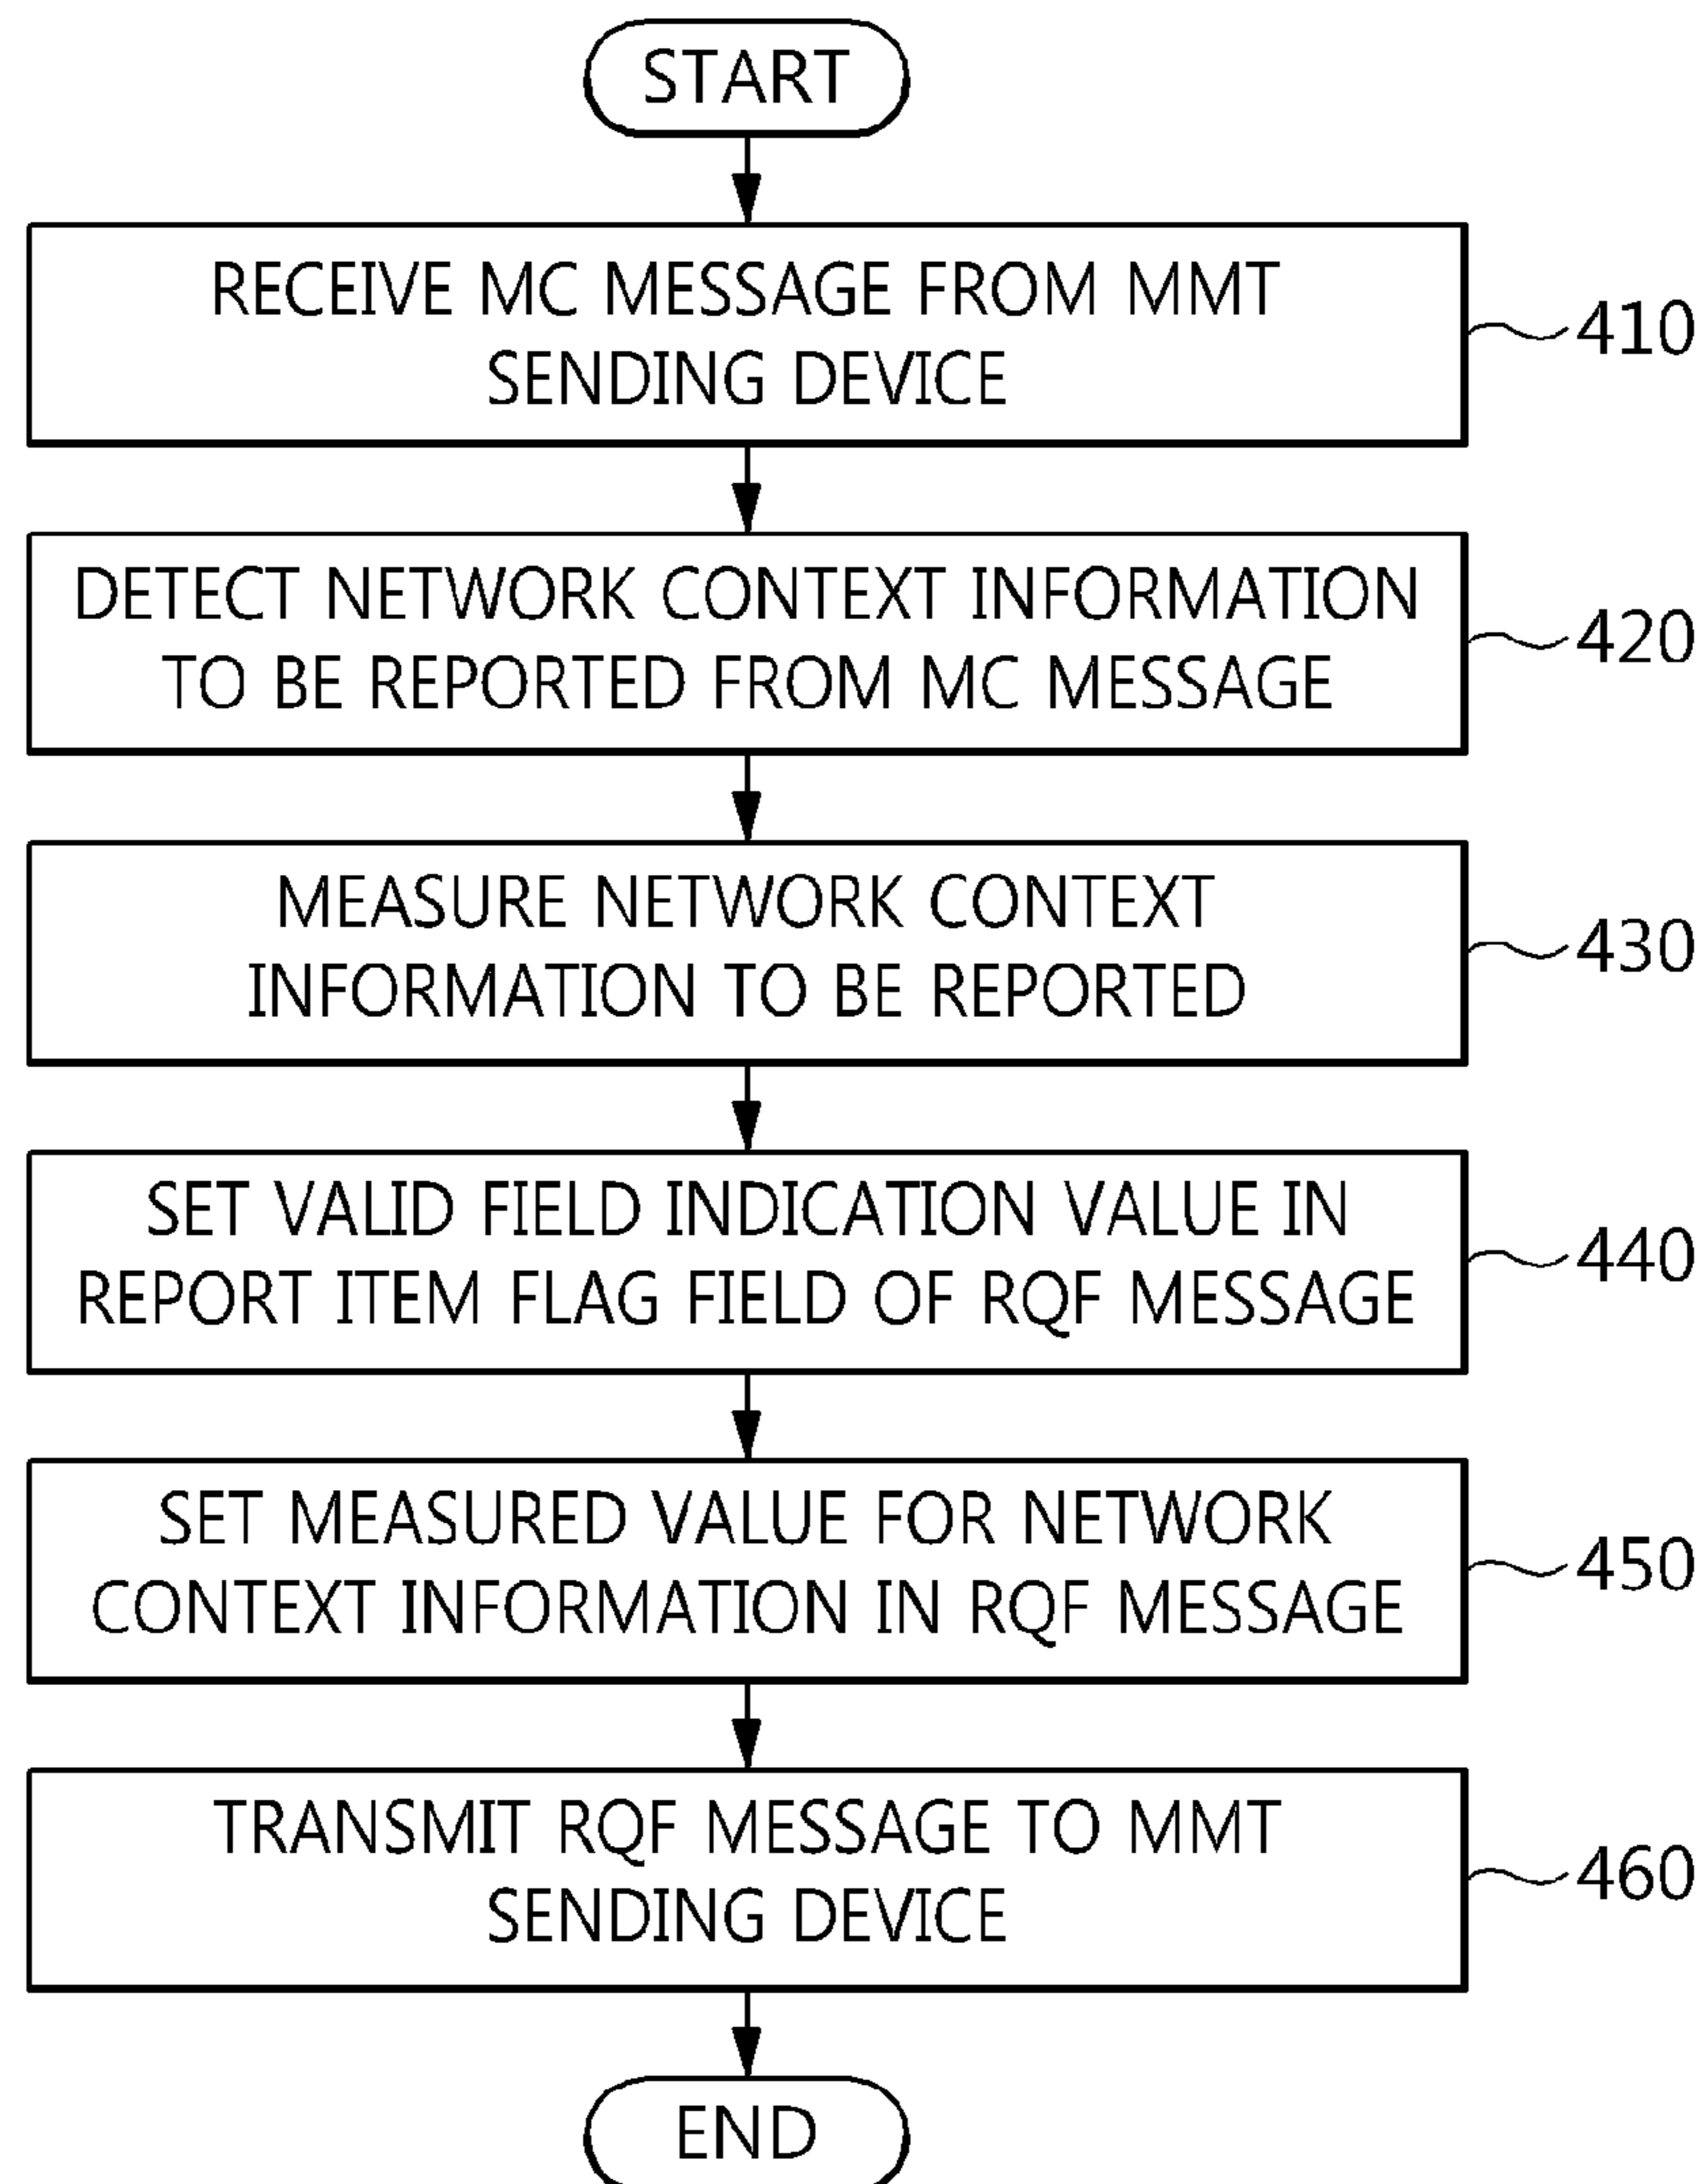 START
RECEIVE MC MESSAGE FROM MMT
SENDING DEVICE
410
DETECT NETWORK CONTEXT INFORMATION
TO BE REPORTED FROM MC MESSAGE
420
MEASURE NETWORK CONTEXT
INFORMATION TO BE REPORTED
430
SET VALID FIELD INDICATION VALUE IN
REPORT ITEM FLAG FIELD OF RQF MESSAGE
440
SET MEASURED VALUE FOR NETWORK
CONTEXT INFORMATION IN RQF MESSAGE
450
TRANSMIT RQF MESSAGE TO MMT
SENDING DEVICE
460
END